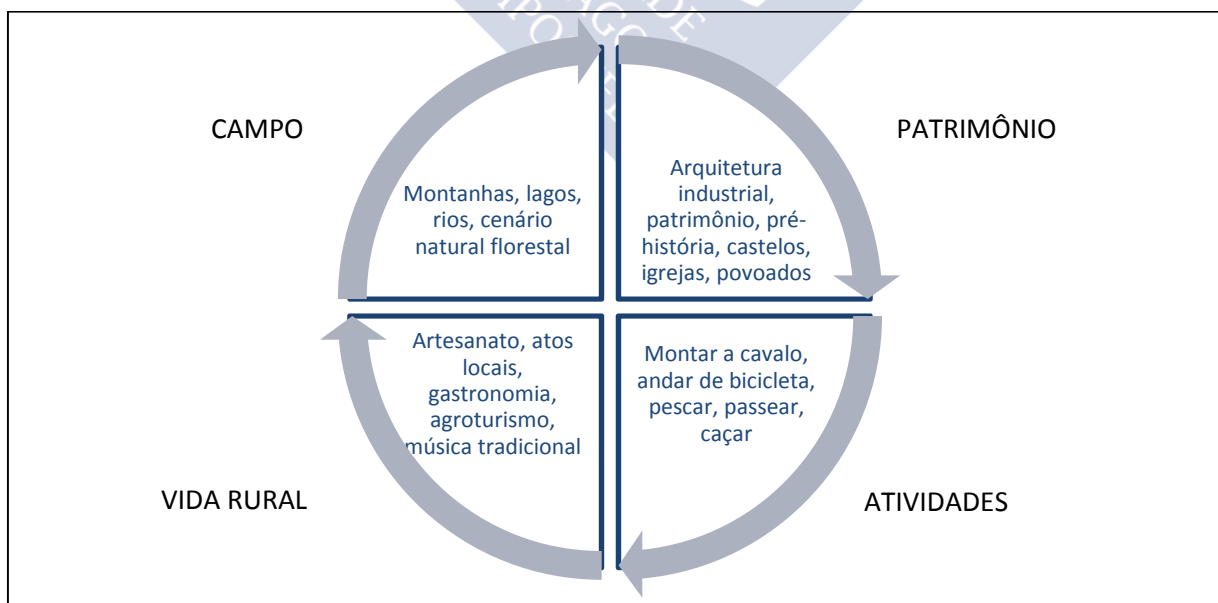 CAMPO
PATRIMÔNIO
Montanhas, lagos,
rios, cenário
natural florestal
Arquitetura
industrial,
patrimônio, pré-
história, castelos,
igrejas, povoados
Artesanato, atos
locais,
gastronomia,
agroturismo,
música tradicional
Montar a cavalo,
andar de bicicleta,
pescar, passear,
caçar
VIDA RURAL
ATIVIDADES